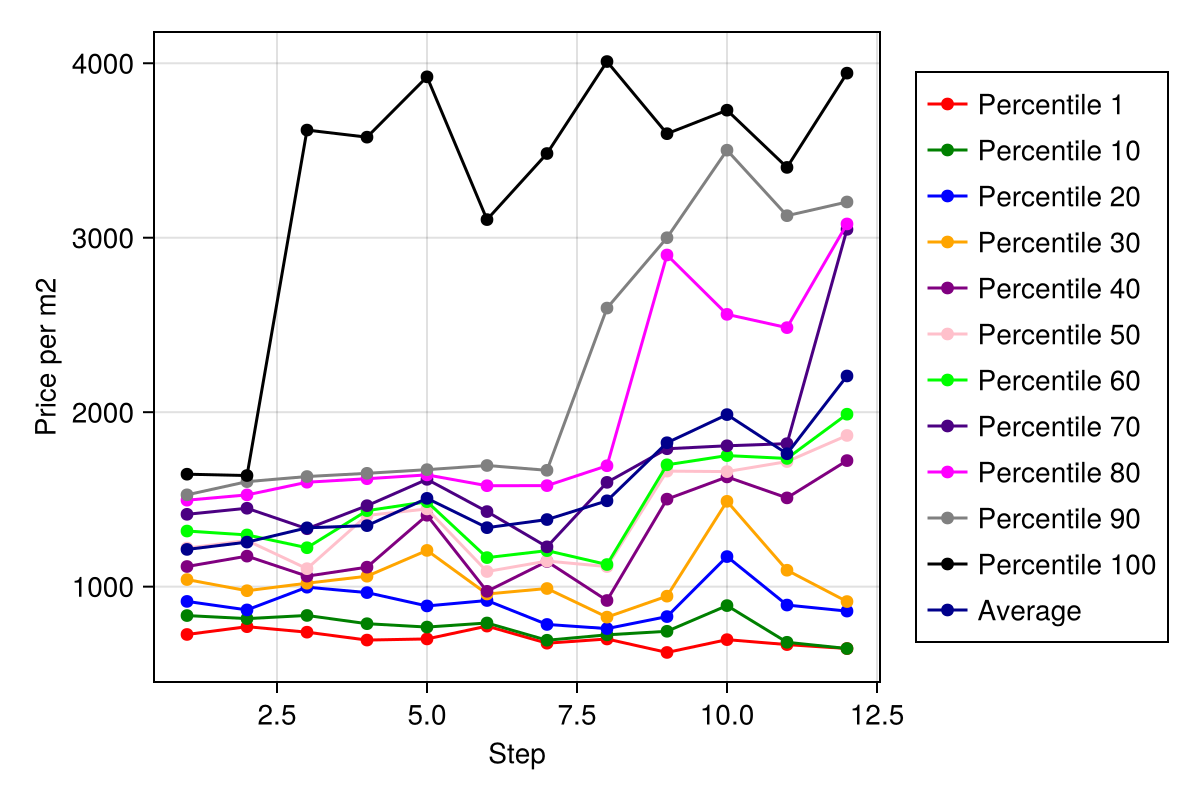 4000
3000
2000
1000
Price per m2
2.5 5.0 7.5 10.0 12.5
Step
Percentile 1
Percentile 10
Percentile 20
Percentile 30
Percentile 40
Percentile 50
Percentile 60
Percentile 70
Percentile 80
Percentile 90
Percentile 100
Average